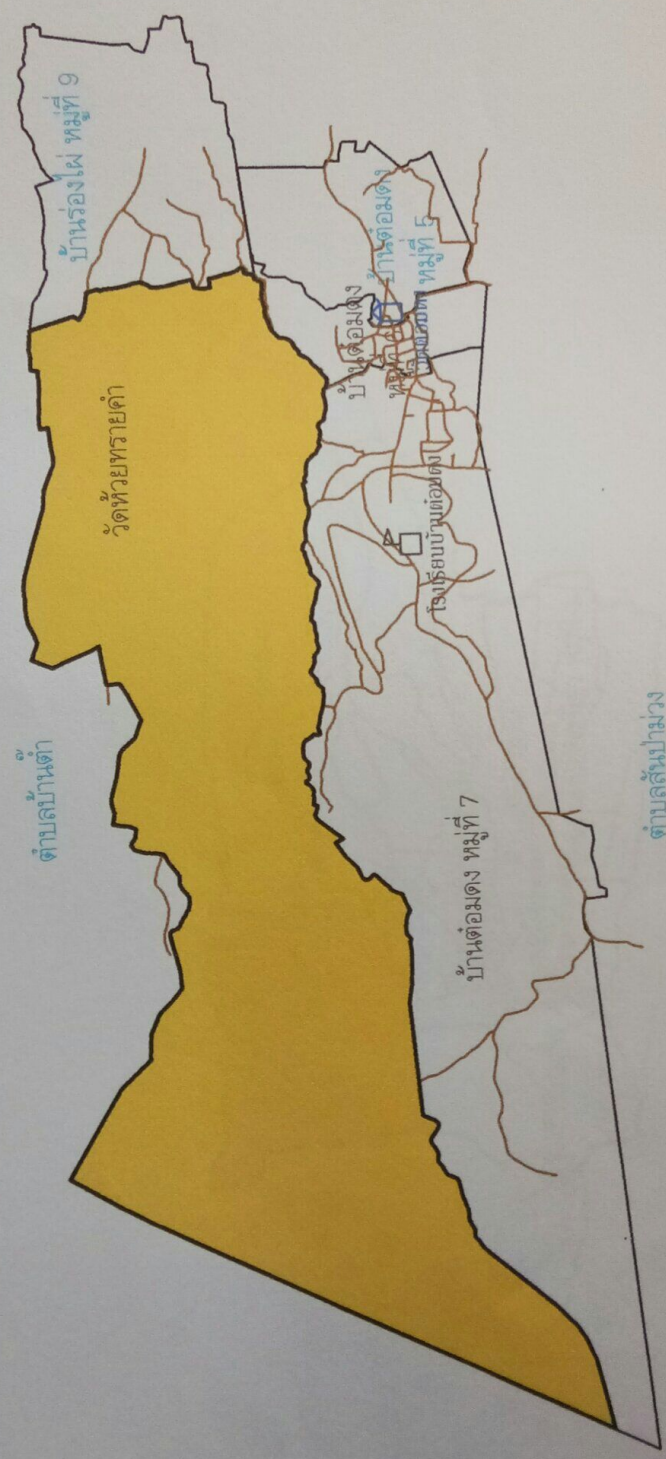 ตำบลบ้านต๋ำ
บ้านร่องไผ่ หมู่ที่ 9
วัดห้วยทรายคำ
บ้านต๋อมดง
บ้านต๋อมดง
หมู่ที่ 5
โรงเรียนบ้านต๋อมดง
บ้านต๋อมดง หมู่ที่ 7
ตำบลสันป่าม่วง